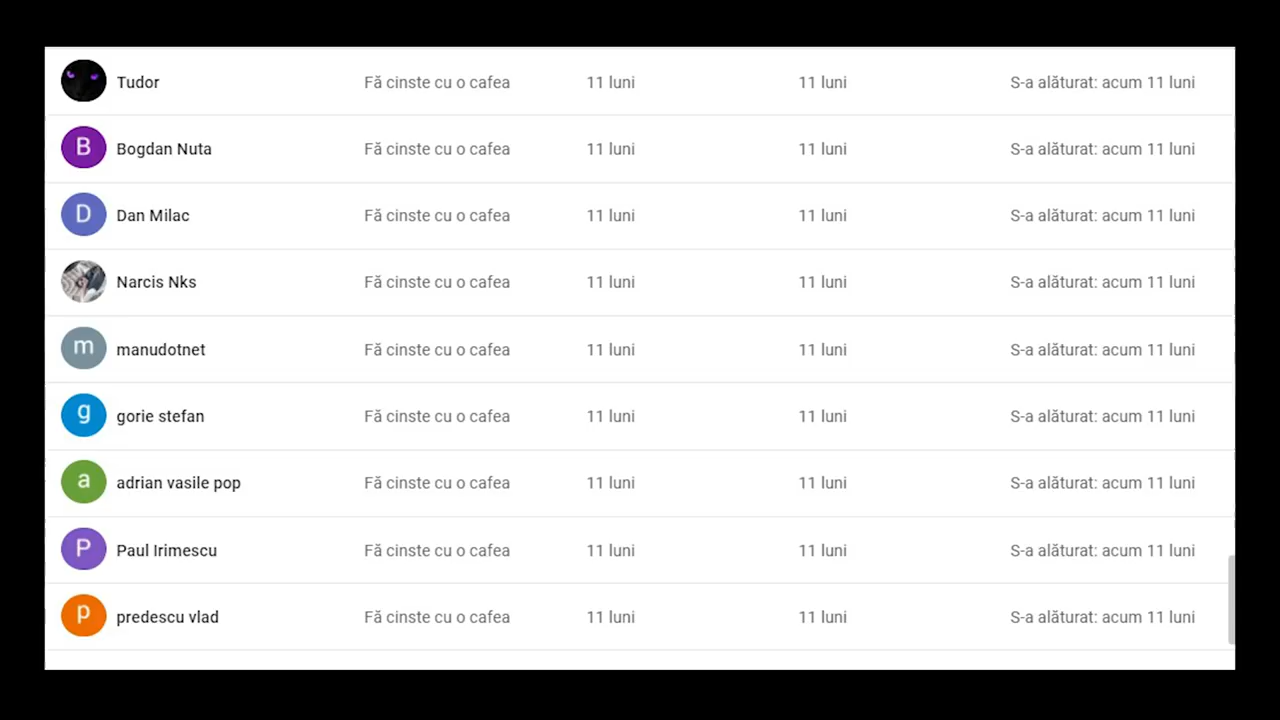 Tudor Fă cinste cu o cafea 11 luni 11 luni S-a alăturat: acum 11 luni
B Bogdan Nuta Fă cinste cu o cafea 11 luni 11 luni S-a alăturat: acum 11 luni
D Dan Milac Fă cinste cu o cafea 11 luni 11 luni S-a alăturat: acum 11 luni
Narcis Nks Fă cinste cu o cafea 11 luni 11 luni S-a alăturat: acum 11 luni
m manudotnet Fă cinste cu o cafea 11 luni 11 luni S-a alăturat: acum 11 luni
g gorie stefan Fă cinste cu o cafea 11 luni 11 luni S-a alăturat: acum 11 luni
a adrian vasile pop Fă cinste cu o cafea 11 luni 11 luni S-a alăturat: acum 11 luni
P Paul Irimescu Fă cinste cu o cafea 11 luni 11 luni S-a alăturat: acum 11 luni
p predescu vlad Fă cinste cu o cafea 11 luni 11 luni S-a alăturat: acum 11 luni